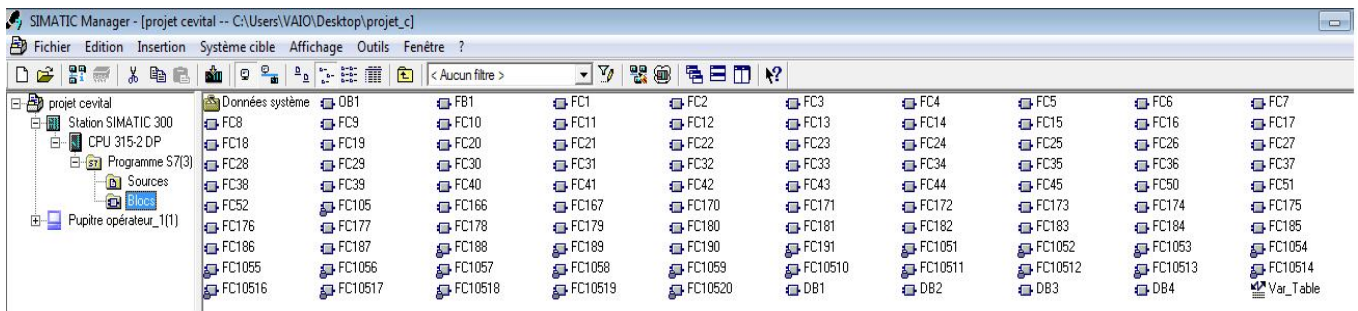 SIMATIC Manager - [projet cevital -- C:\Users\VAIO\Desktop\projet_c]
Fichier Edition Insertion Système cible Affichage Outils Fenêtre ?
< Aucun filtre >
projet cevital
Station SIMATIC 300
CPU 315-2 DP
Programme S7(3)
Sources
Blocs
Pupitre opérateur_1(1)
Données système OB1 FB1 FC1 FC2 FC3 FC4 FC5 FC6 FC7
FC8 FC9 FC10 FC11 FC12 FC13 FC14 FC15 FC16 FC17
FC18 FC19 FC20 FC21 FC22 FC23 FC24 FC25 FC26 FC27
FC28 FC29 FC30 FC31 FC32 FC33 FC34 FC35 FC36 FC37
FC38 FC39 FC40 FC41 FC42 FC43 FC44 FC45 FC50 FC51
FC52 FC105 FC166 FC167 FC170 FC171 FC172 FC173 FC174 FC175
FC176 FC177 FC178 FC179 FC180 FC181 FC182 FC183 FC184 FC185
FC186 FC187 FC188 FC189 FC190 FC191 FC1051 FC1052 FC1053 FC1054
FC1055 FC1056 FC1057 FC1058 FC1059 FC10510 FC10511 FC10512 FC10513 FC10514
FC10516 FC10517 FC10518 FC10519 FC10520 DB1 DB2 DB3 DB4 Var_Table